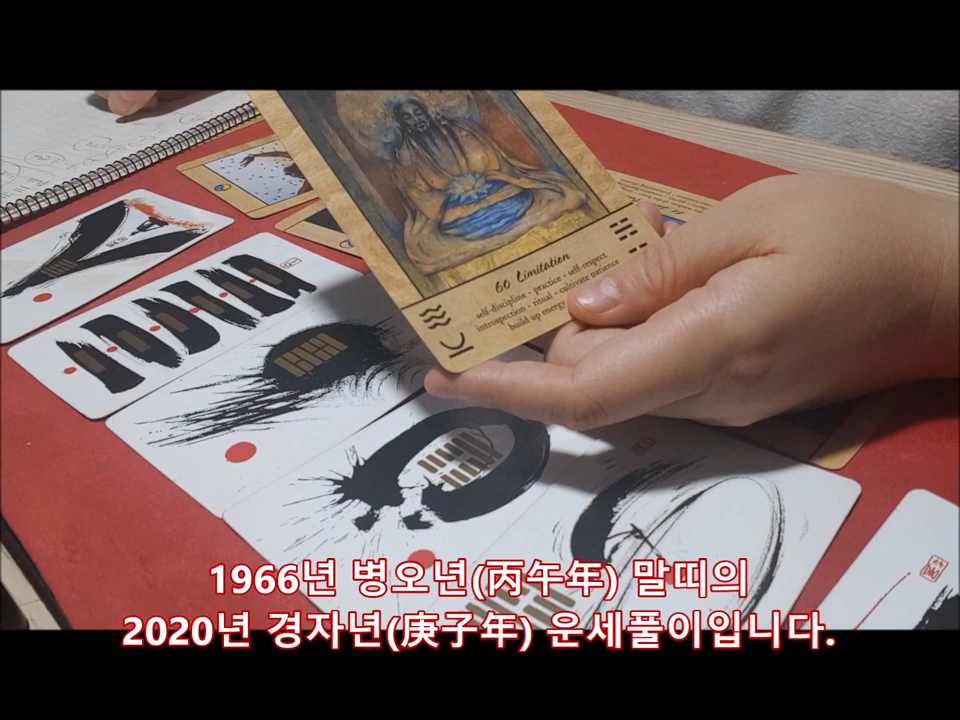 60 Limitation
self-discipline • practice • self-respect
introspection • ritual • cultivate patience
build up energy
1966년 병오년(丙午年) 말띠의
2020년 경자년(庚子年) 운세풀이입니다.